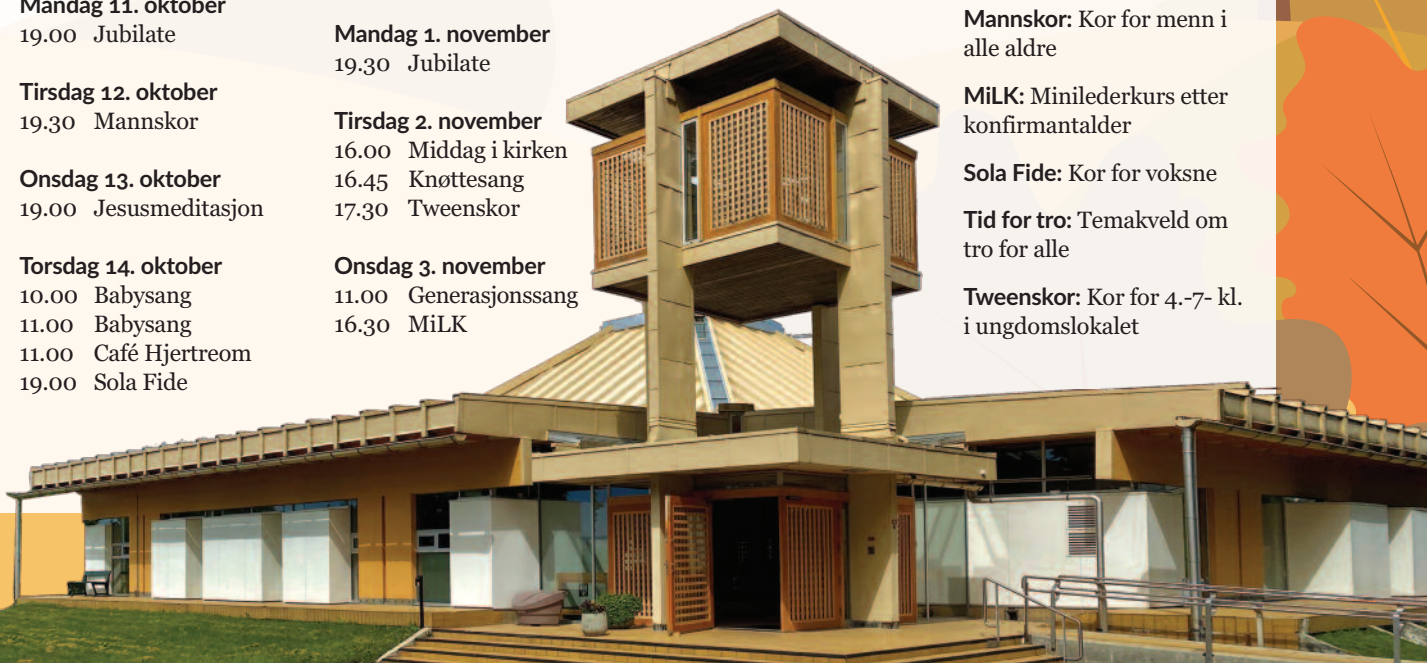 Mandag 11. oktober
19.00 Jubilate
Tirsdag 12. oktober
19.30 Mannskor
Onsdag 13. oktober
19.00 Jesusmeditasjon
Torsdag 14. oktober
10.00 Babysang
11.00 Babysang
11.00 Café Hjertreom
19.00 Sola Fide
Mandag 1. november
19.30 Jubilate
Tirsdag 2. november
16.00 Middag i kirken
16.45 Knøttesang
17.30 Tweenskor
Onsdag 3. november
11.00 Generasjonssang
16.30 MiLK
Mannskor: Kor for menn i
alle aldre
MiLK: Minilederkurs etter
konfirmantalder
Sola Fide: Kor for voksne
Tid for tro: Temakveld om
tro for alle
Tweenskor: Kor for 4.-7- kl.
i ungdomslokalet